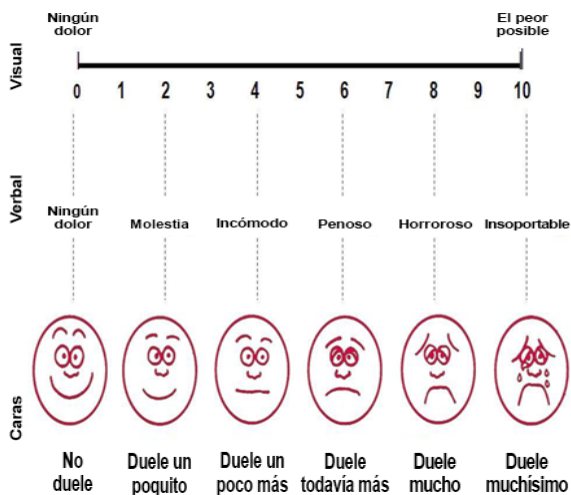 Ningún
dolor
El peor
posible
Visual
0 1 2 3 4 5 6 7 8 9 10
Verbal
Ningún
dolor
Molestia
Incómodo
Penoso
Horroroso
Insoportable
Caras
No
duele
Duele un
poquito
Duele un
poco más
Duele
todavía más
Duele
mucho
Duele
muchísimo